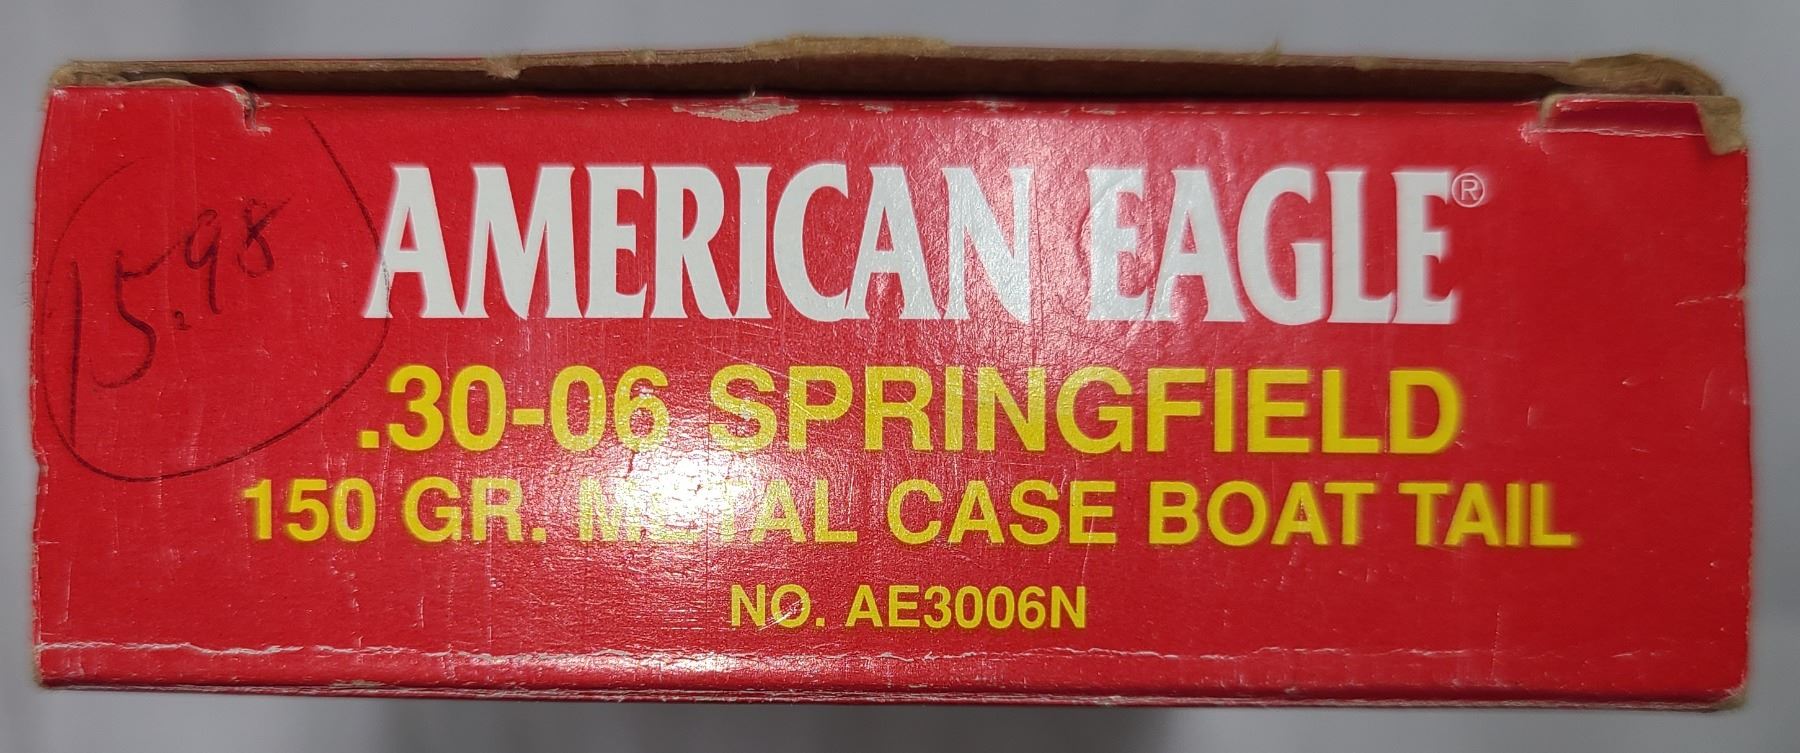 15.98
AMERICAN EAGLE®
.30-06 SPRINGFIELD
150 GR. METAL CASE BOAT TAIL
NO. AE3006N